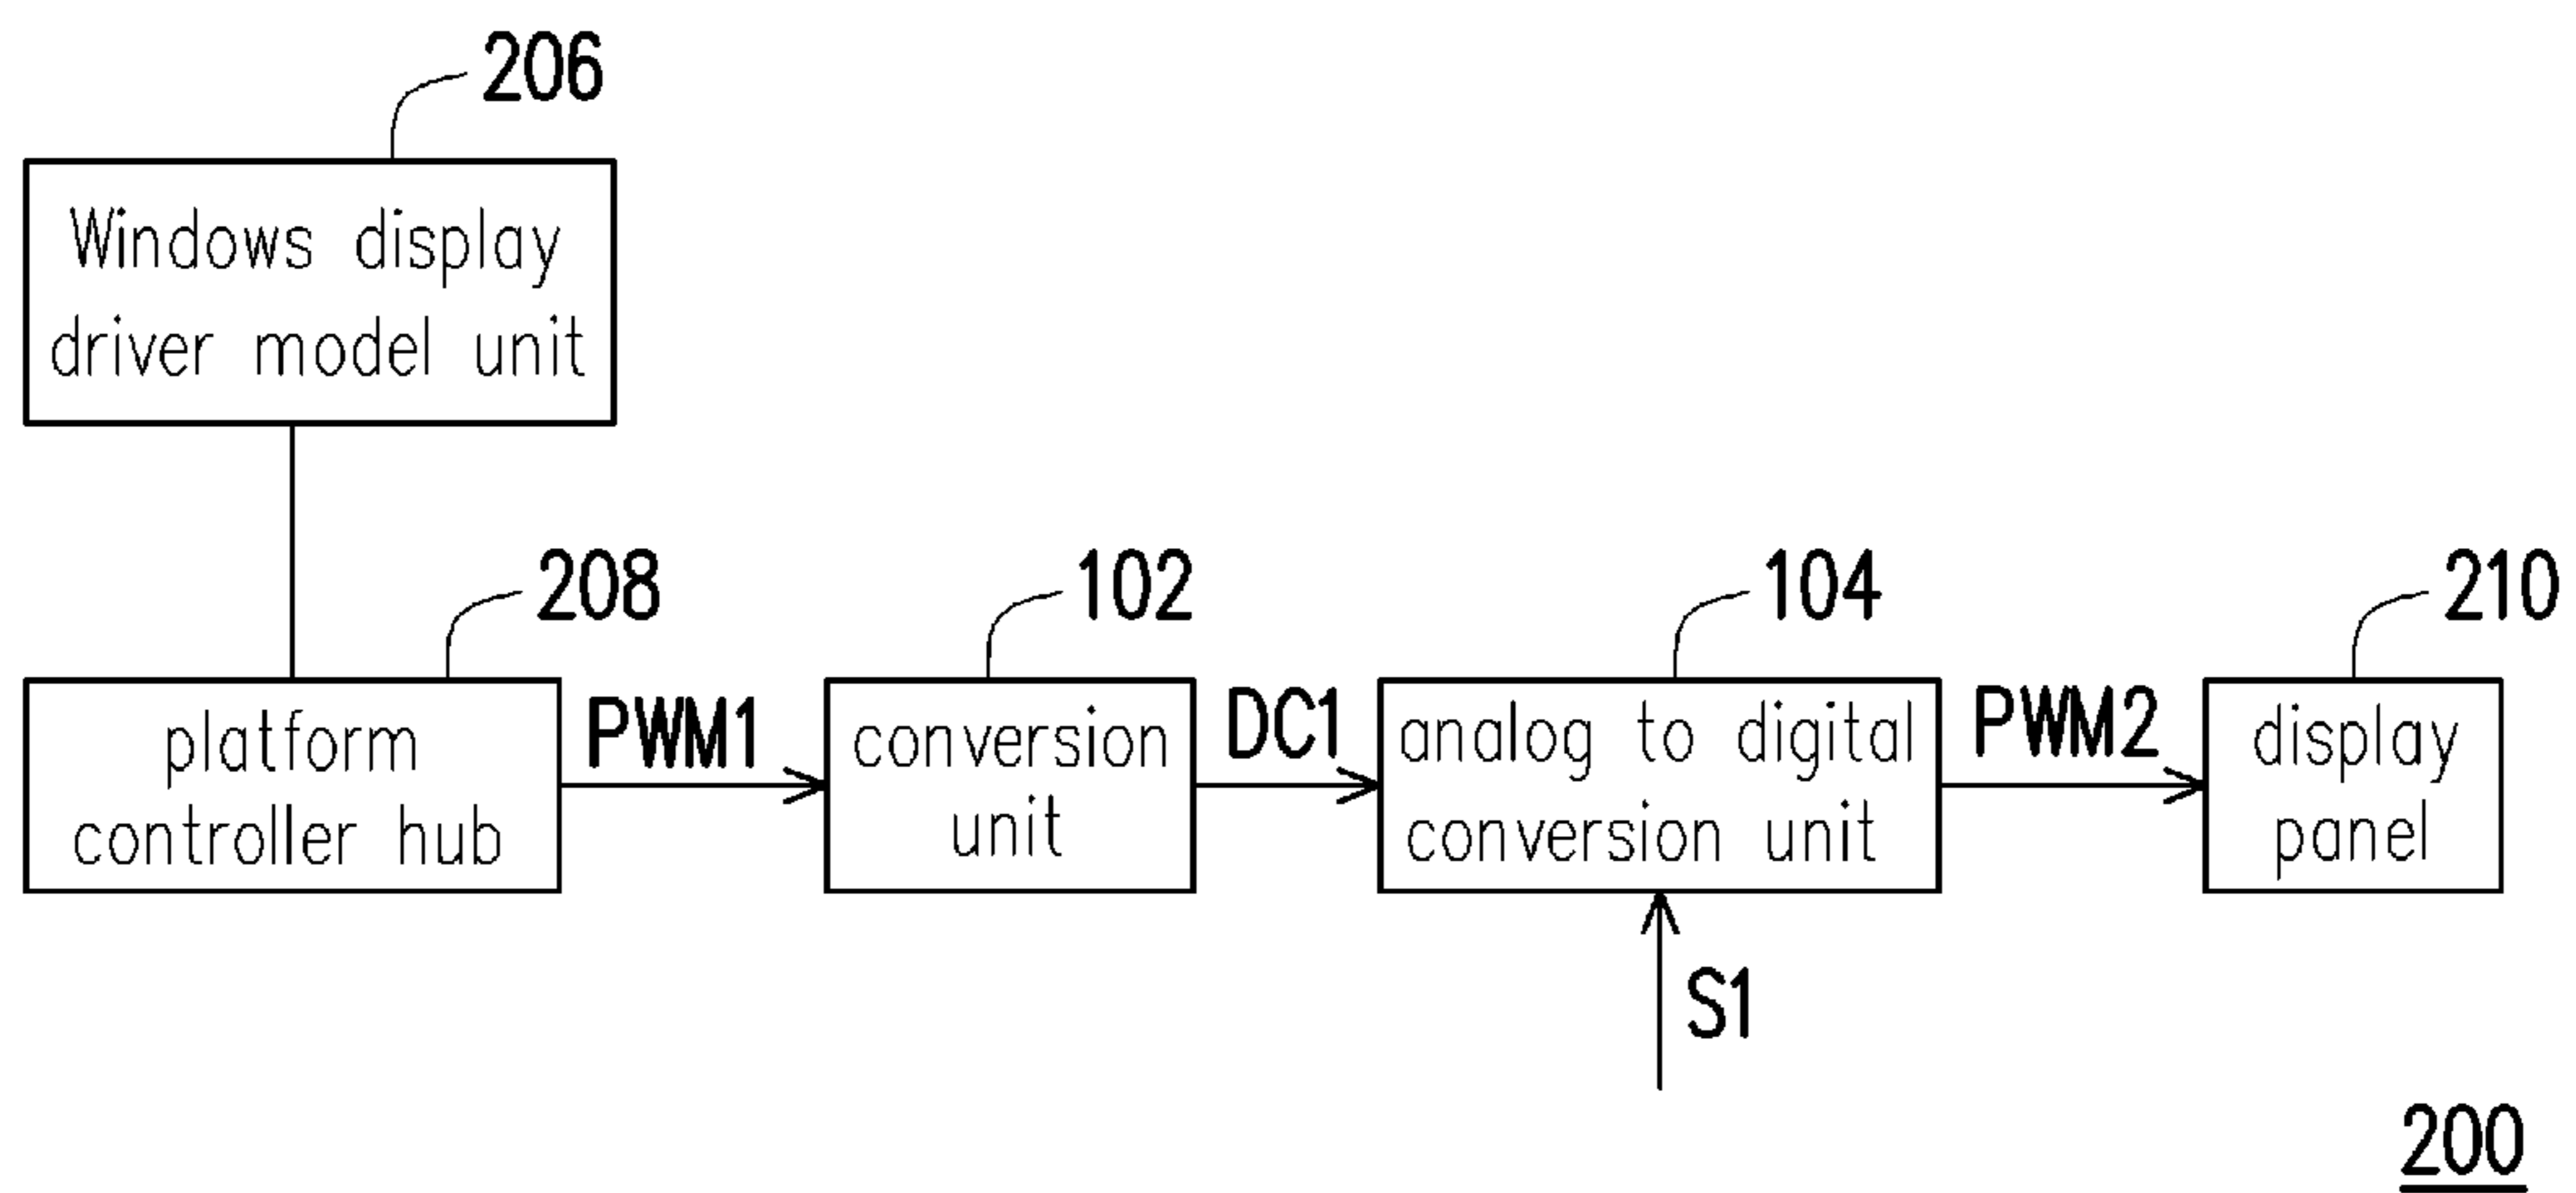 206
Windows display
driver model unit
208
102
104
210
PWM1
DC1
PWM2
platform
controller hub
conversion
unit
analog to digital
conversion unit
display
panel
S1
200